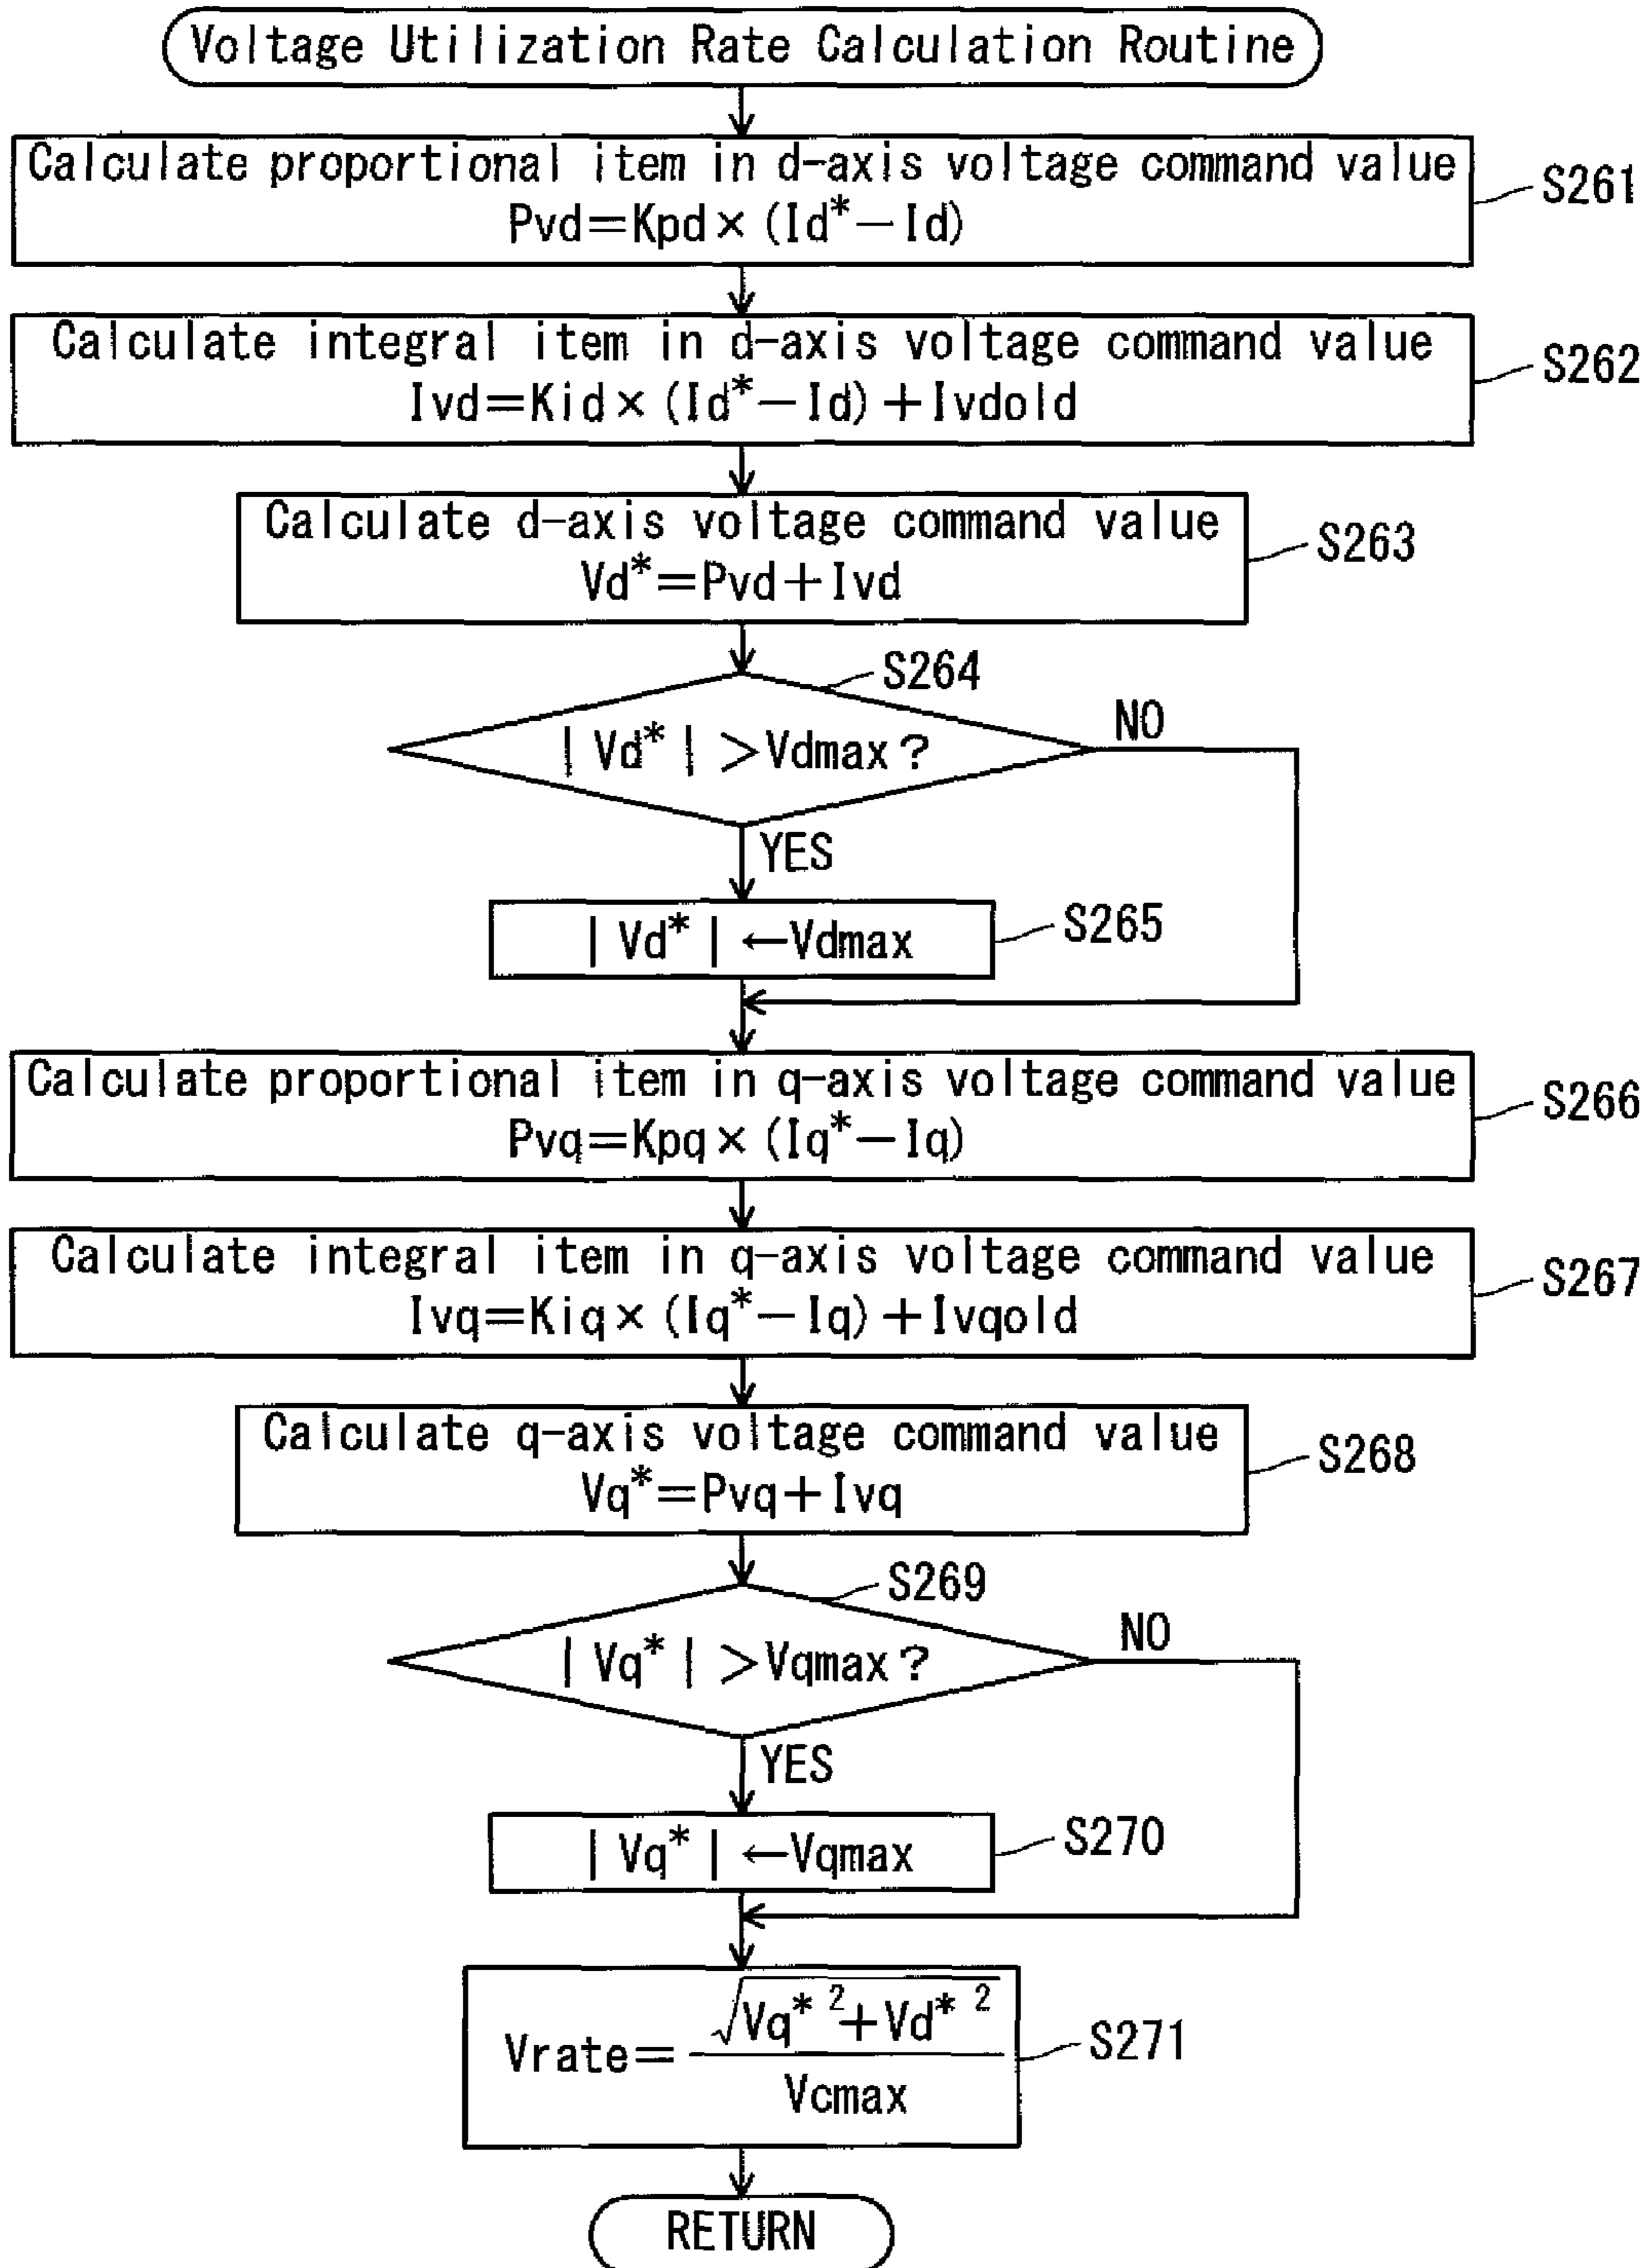 Voltage Utilization Rate Calculation Routine
Calculate proportional item in d-axis voltage command value
Pvd=Kpd×(Id*−Id)
S261
Calculate integral item in d-axis voltage command value
Ivd=Kid×(Id*−Id)+Ivdold
S262
Calculate d-axis voltage command value
Vd*=Pvd+Ivd
S263
S264
|Vd*|>Vdmax?
NO
YES
|Vd*|←Vdmax
S265
Calculate proportional item in q-axis voltage command value
Pvq=Kpq×(Iq*−Iq)
S266
Calculate integral item in q-axis voltage command value
Ivq=Kiq×(Iq*−Iq)+Ivqold
S267
Calculate q-axis voltage command value
Vq*=Pvq+Ivq
S268
S269
|Vq*|>Vqmax?
NO
YES
|Vq*|←Vqmax
S270
√Vq*²+Vd*²
Vrate=
Vcmax
S271
RETURN